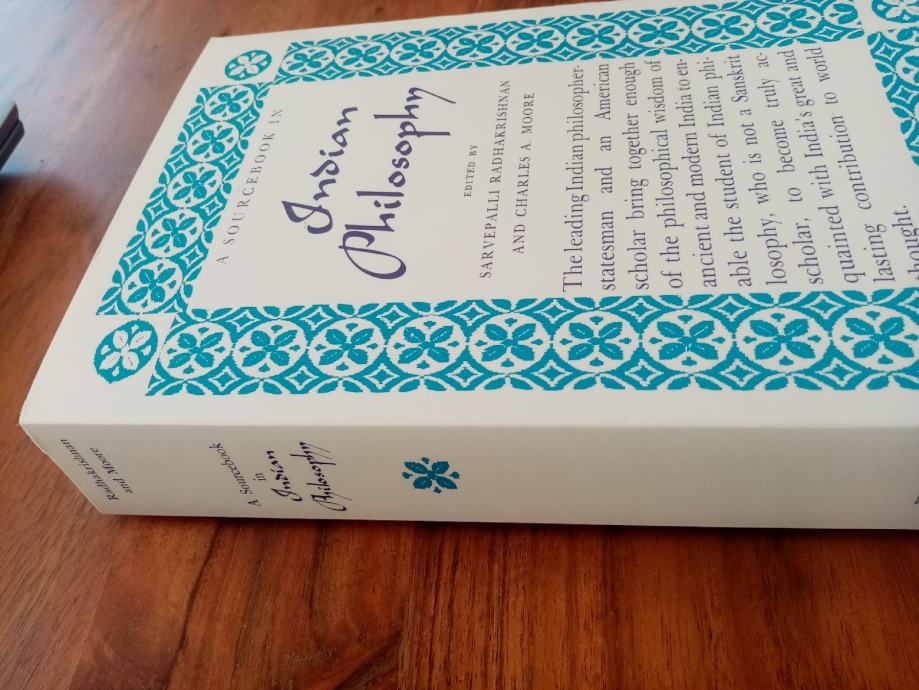 A SOURCEBOOK IN
Indian
Philosophy
EDITED BY
SARVEPALLI RADHAKRISHNAN
AND CHARLES A. MOORE
The leading Indian philosopher-
statesman and an American
scholar bring together enough
of the philosophical wisdom of
ancient and modern India to en-
able the student of Indian phi-
losophy, who is not a Sanskrit
scholar, to become truly ac-
quainted with India's great and
lasting contribution to world
thought.
Radhakrishnan
and Moore
A Sourcebook
in
Indian
Philosophy